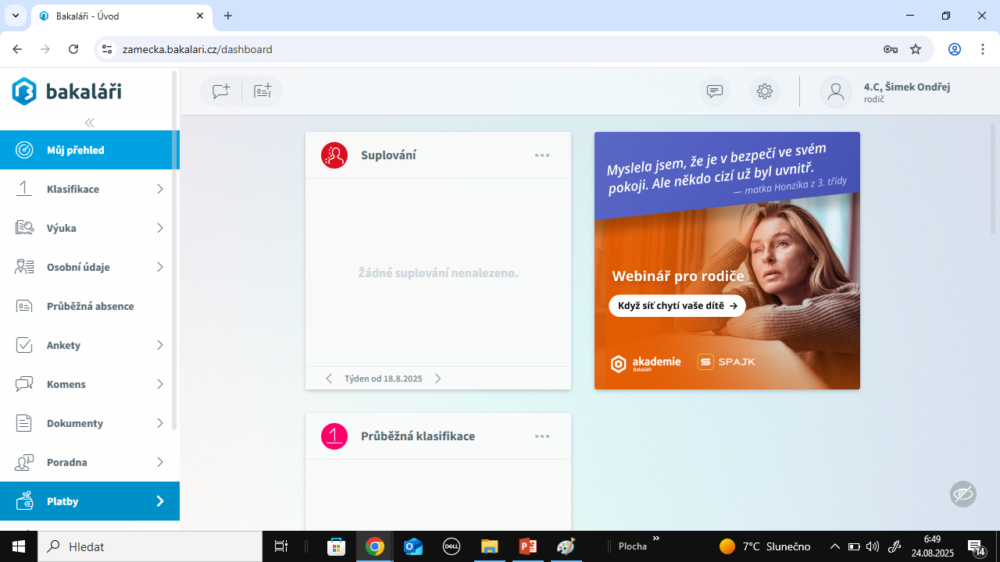 Bakaláři - Úvod
zamecka.bakalari.cz/dashboard
bakaláři
4.C, Šimek Ondřej
rodič
Můj přehled
Klasifikace
Výuka
Osobní údaje
Průběžná absence
Ankety
Komens
Dokumenty
Poradna
Platby
Suplování
Žádné suplování nenalezeno.
Týden od 18.8.2025
Průběžná klasifikace
Myslela jsem, že je v bezpečí ve svém
pokoji. Ale někdo cizí už byl uvnitř.
— matka Honzíka z 3. třídy
Webinář pro rodiče
Když síť chytí vaše dítě →
akademie
Bakaláři
S SPAJK
Hledat
DELL
Plocha
7°C Slunečno
6:49
24.08.2025
14